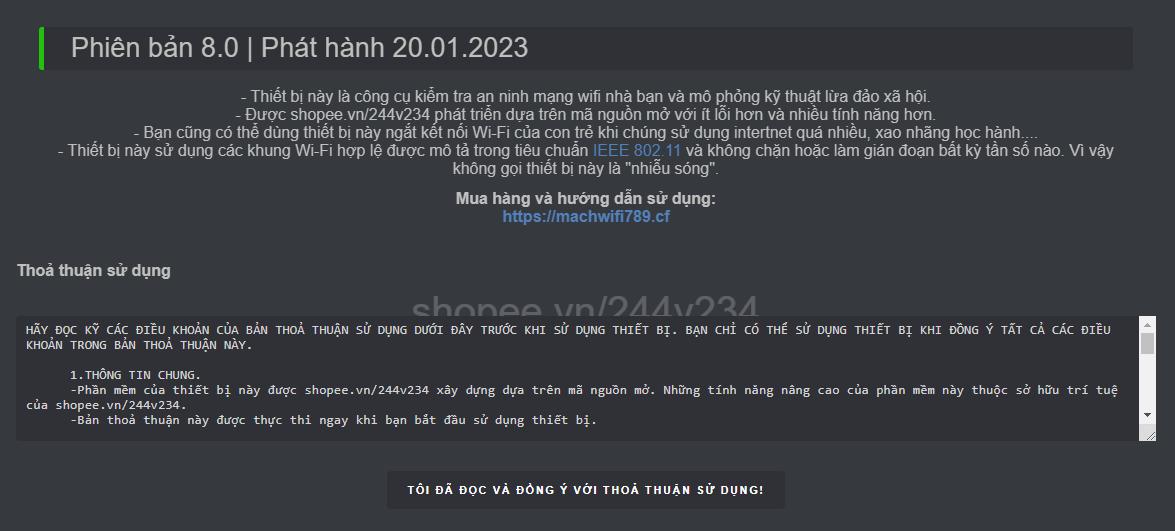 Phiên bản 8.0 | Phát hành 20.01.2023
- Thiết bị này là công cụ kiểm tra an ninh mạng wifi nhà bạn và mô phỏng kỹ thuật lừa đảo xã hội.
- Được shopee.vn/244v234 phát triển dựa trên mã nguồn mở với ít lỗi hơn và nhiều tính năng hơn.
- Bạn cũng có thể dùng thiết bị này ngắt kết nối Wi-Fi của con trẻ khi chúng sử dụng intertnet quá nhiều, xao nhãng học hành....
- Thiết bị này sử dụng các khung Wi-Fi hợp lệ được mô tả trong tiêu chuẩn IEEE 802.11 và không chặn hoặc làm gián đoạn bất kỳ tần số nào. Vì vậy
không gọi thiết bị này là "nhiễu sóng".
Mua hàng và hướng dẫn sử dụng:
https://machwifi789.cf
Thoả thuận sử dụng
shopee.vn/244v234
HÃY ĐỌC KỸ CÁC ĐIỀU KHOẢN CỦA BẢN THOẢ THUẬN SỬ DỤNG DƯỚI ĐÂY TRƯỚC KHI SỬ DỤNG THIẾT BỊ. BẠN CHỈ CÓ THỂ SỬ DỤNG THIẾT BỊ KHI ĐỒNG Ý TẤT CẢ CÁC ĐIỀU
KHOẢN TRONG BẢN THOẢ THUẬN NÀY.
1.THÔNG TIN CHUNG.
-Phần mềm của thiết bị này được shopee.vn/244v234 xây dựng dựa trên mã nguồn mở. Những tính năng nâng cao của phần mềm này thuộc sở hữu trí tuệ
của shopee.vn/244v234.
-Bản thoả thuận này được thực thi ngay khi bạn bắt đầu sử dụng thiết bị.
TÔI ĐÃ ĐỌC VÀ ĐỒNG Ý VỚI THOẢ THUẬN SỬ DỤNG!